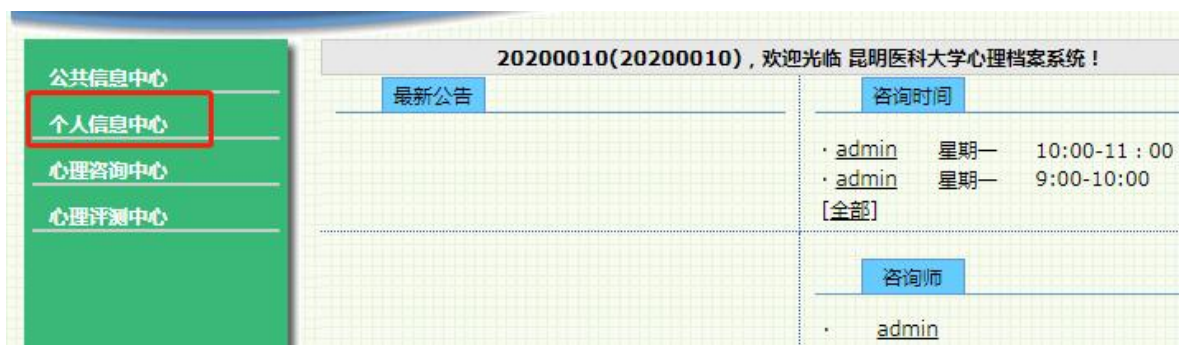 20200010(20200010)，欢迎光临 昆明医科大学心理档案系统！
公共信息中心
个人信息中心
心理咨询中心
心理评测中心
最新公告
咨询时间
· admin 星期一 10:00-11：00
· admin 星期一 9:00-10:00
[全部]
咨询师
· admin